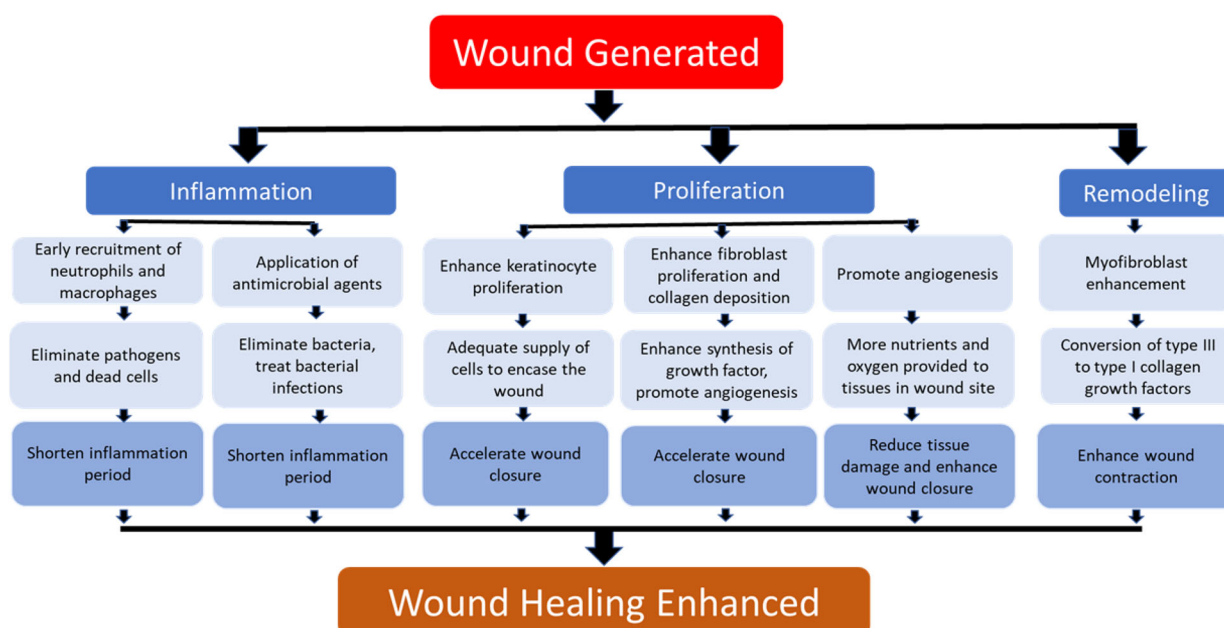 Wound Generated
Inflammation
Proliferation
Remodeling
Early recruitment of
neutrophils and
macrophages
Application of
antimicrobial agents
Enhance keratinocyte
proliferation
Enhance fibroblast
proliferation and
collagen deposition
Promote angiogenesis
Myofibroblast
enhancement
Eliminate pathogens
and dead cells
Eliminate bacteria,
treat bacterial
infections
Adequate supply of
cells to encase the
wound
Enhance synthesis of
growth factor,
promote angiogenesis
More nutrients and
oxygen provided to
tissues in wound site
Conversion of type III
to type I collagen
growth factors
Shorten inflammation
period
Shorten inflammation
period
Accelerate wound
closure
Accelerate wound
closure
Reduce tissue
damage and enhance
wound closure
Enhance wound
contraction
Wound Healing Enhanced